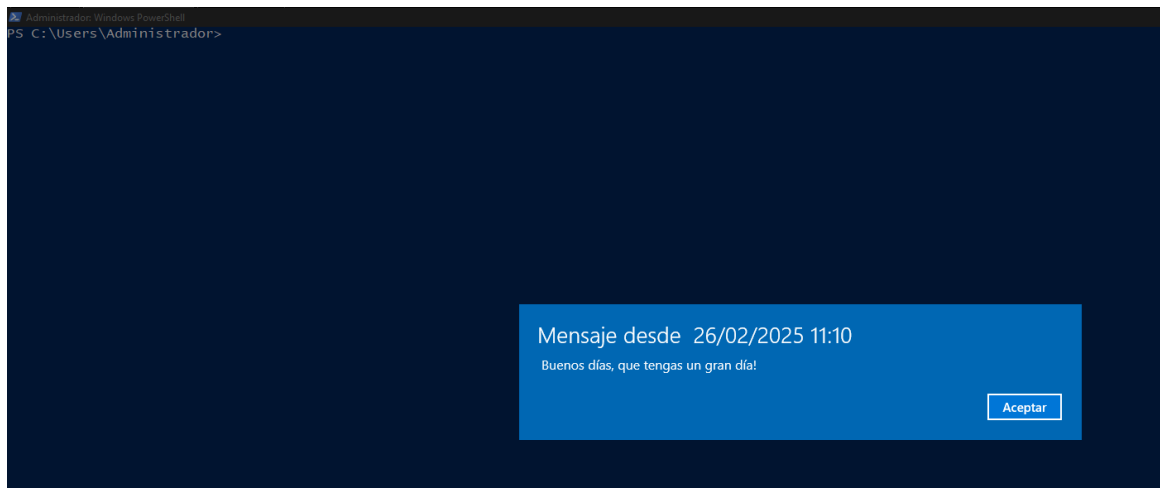 Administrador: Windows PowerShell
PS C:\Users\Administrador>
Mensaje desde  26/02/2025 11:10
Buenos días, que tengas un gran día!
Aceptar